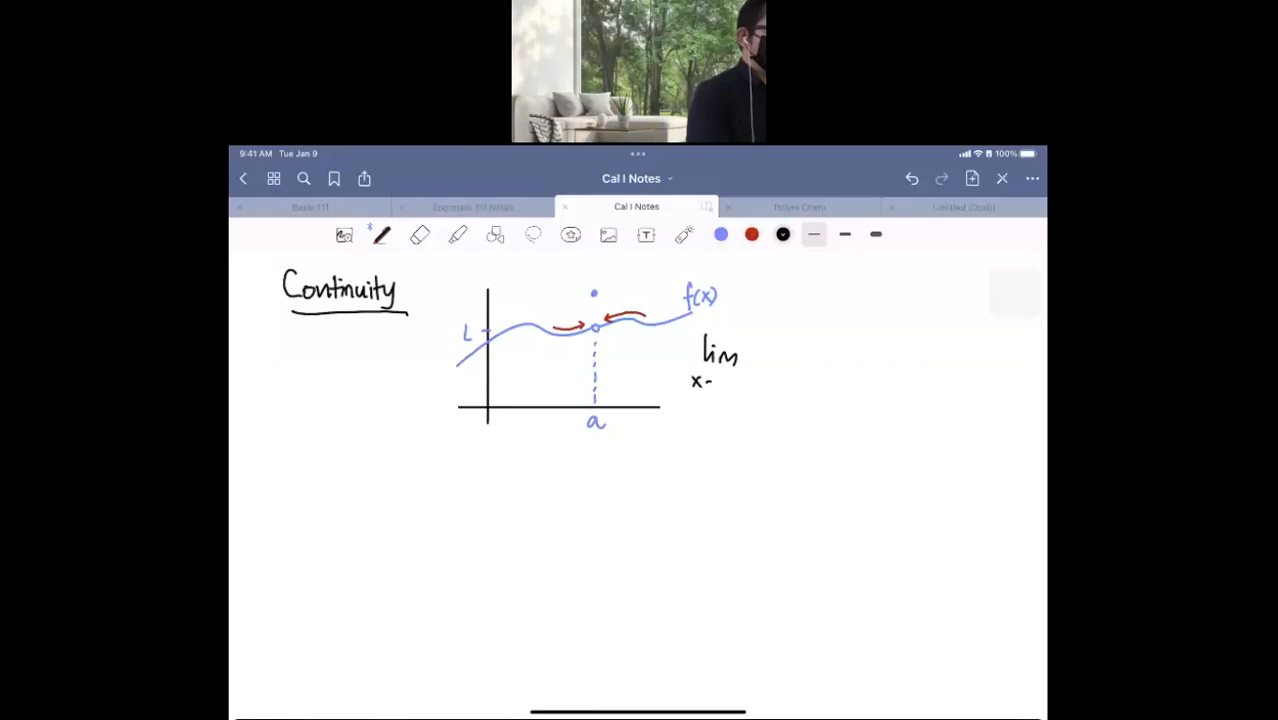 9:41 AM Tue Jan 9
100%
Cal I Notes
Cal I Notes
T
Continuity
f(x)
L
lim
x-
a